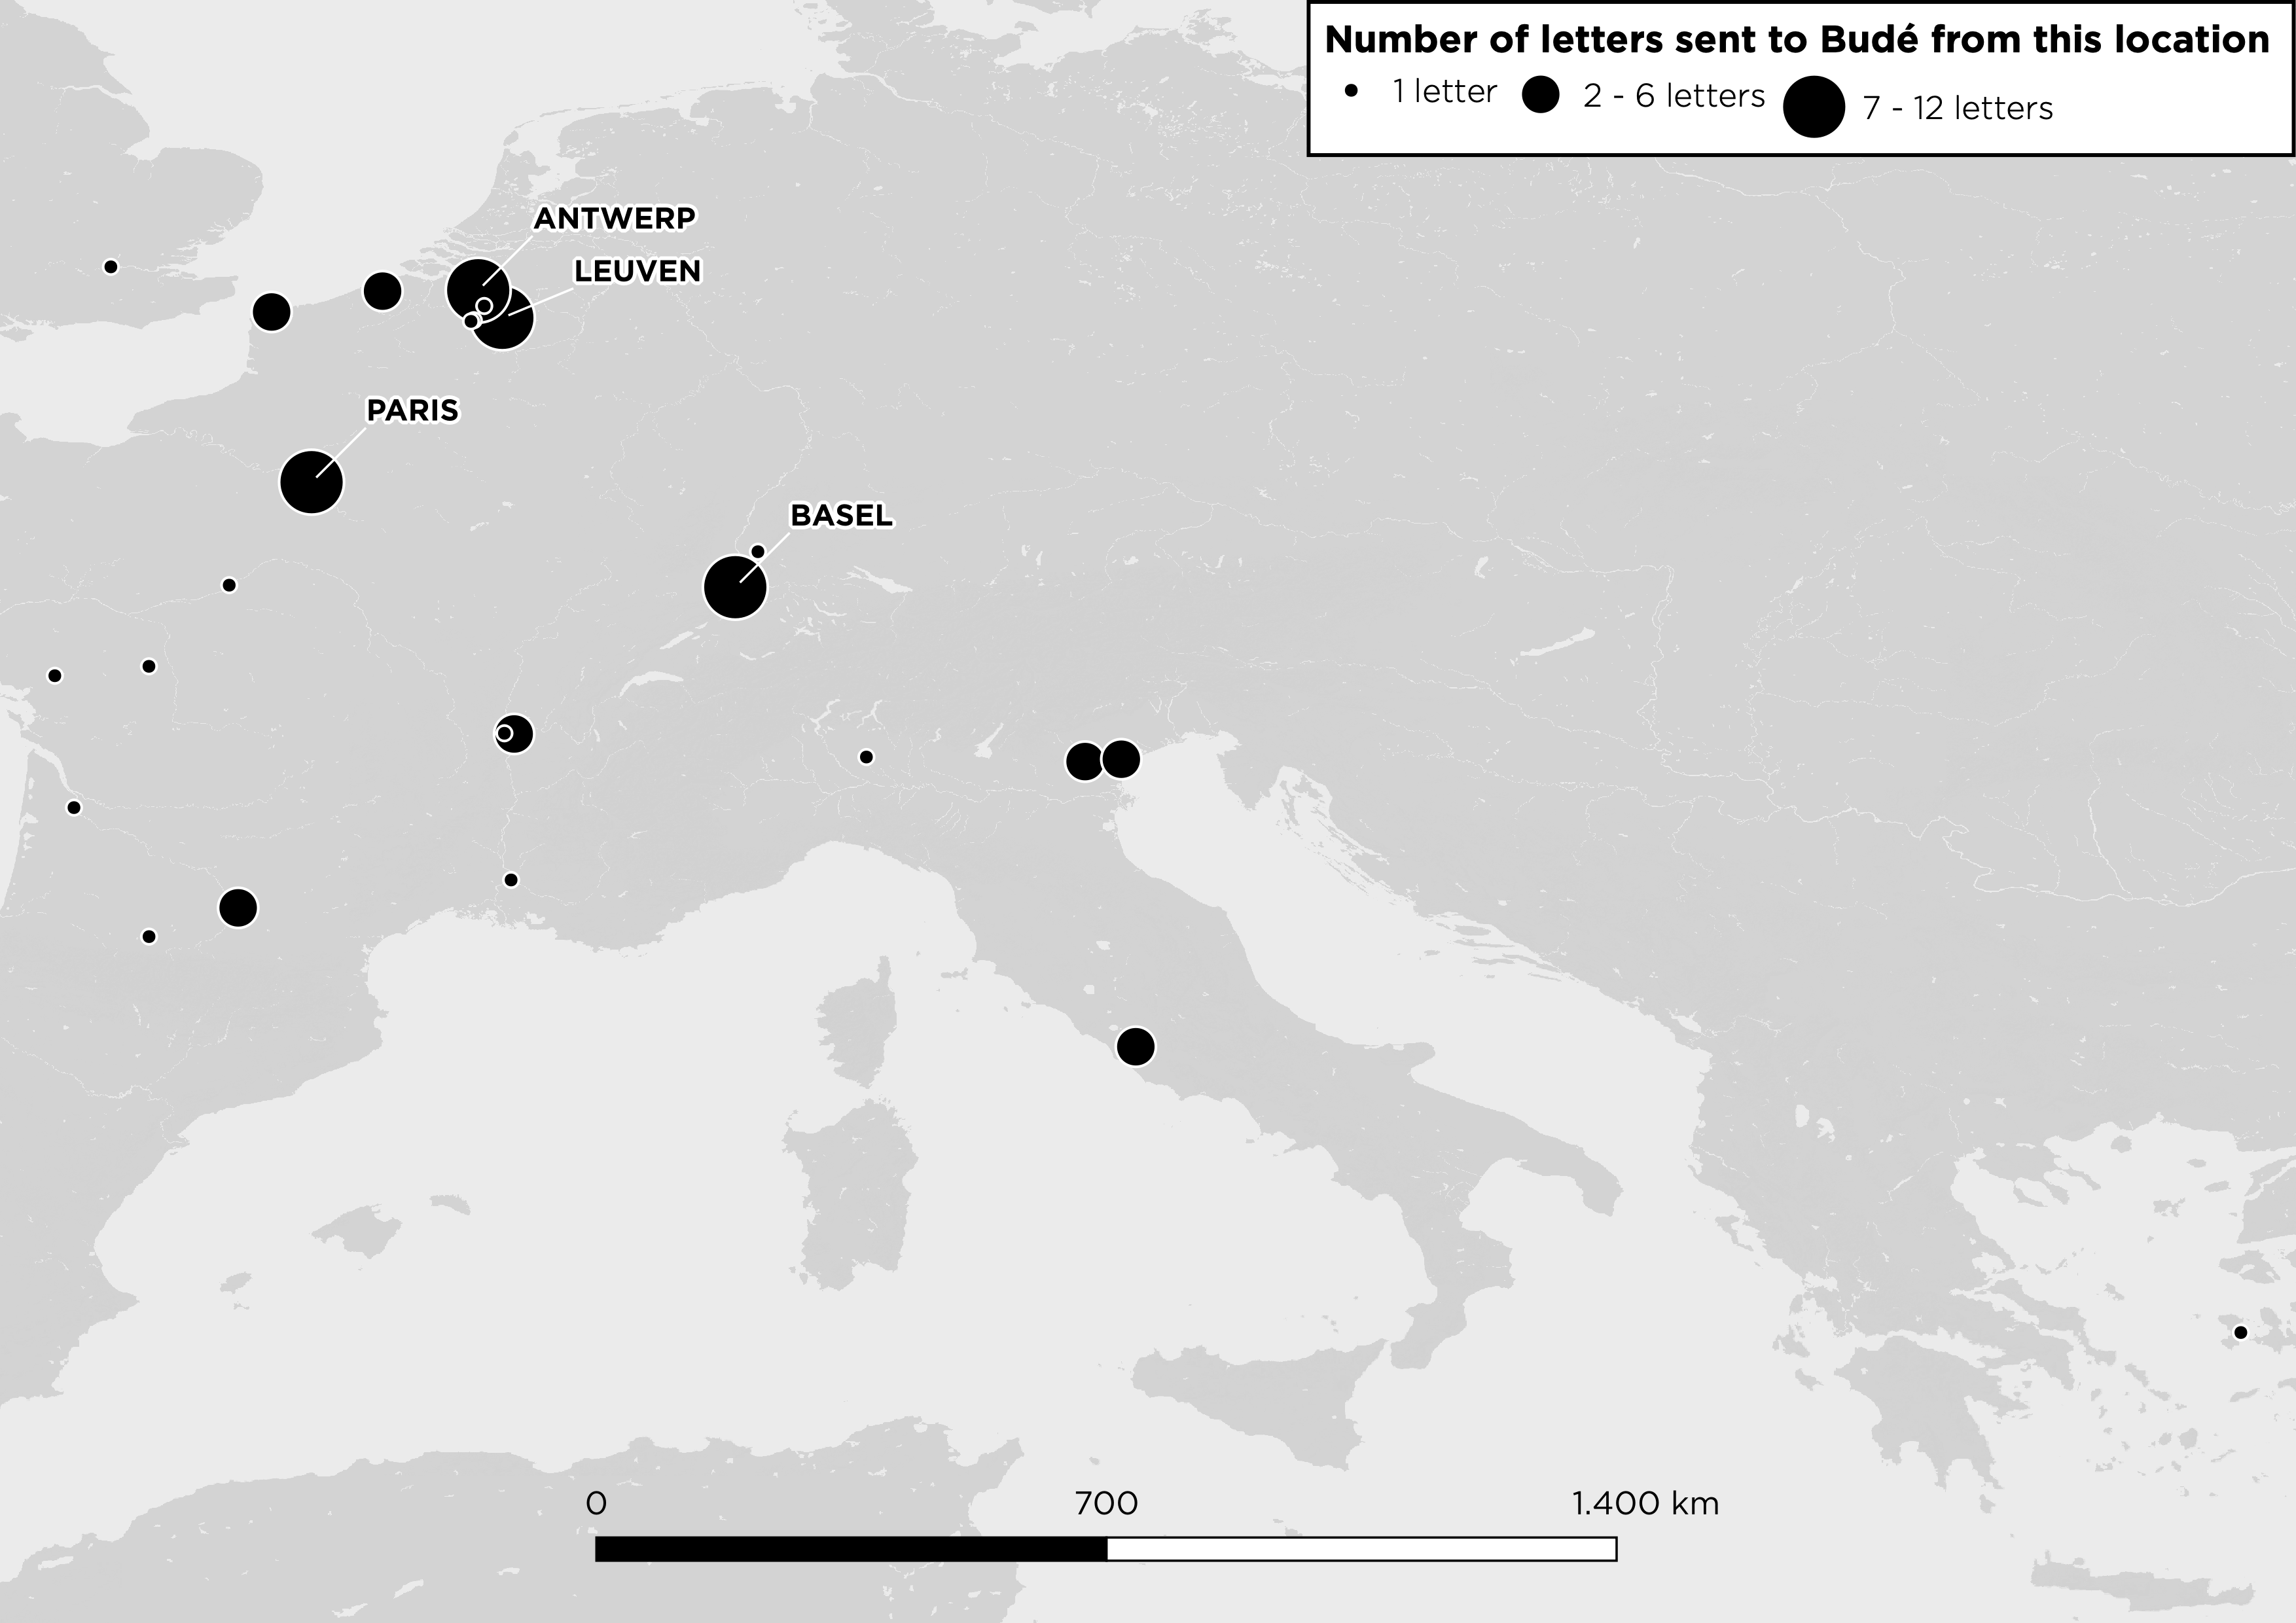 Number of letters sent to Budé from this location
1 letter 2 - 6 letters 7 - 12 letters
ANTWERP
LEUVEN
PARIS
BASEL
0 700 1.400 km